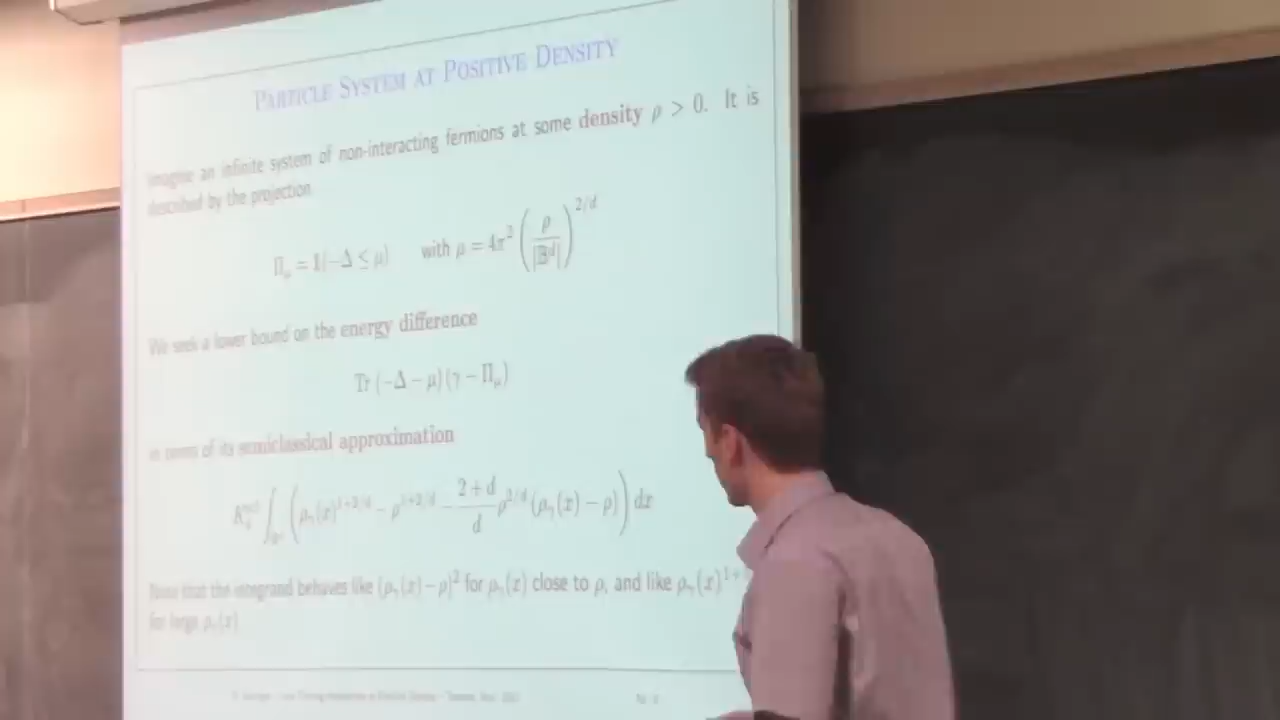 PARTICLE SYSTEM AT POSITIVE DENSITY
Imagine an infinite system of non-interacting fermions at some density ρ > 0. It is
described by the projection
Π_μ = 𝟙(−Δ ≤ μ) with μ = 4π² (ρ / |𝔹^d|)^{2/d}
We seek a lower bound on the energy difference
Tr (−Δ − μ)(γ − Π_μ)
in terms of its semiclassical approximation
∫ (ρ_γ(x)^{1+2/d} − ρ^{1+2/d} − (2+d)/d ρ^{2/d} (ρ_γ(x) − ρ)) dx
Note that the integrand behaves like (ρ_γ(x) − ρ)² for ρ_γ(x) close to ρ, and like ρ_γ(x)^{1+
for large ρ_γ(x)